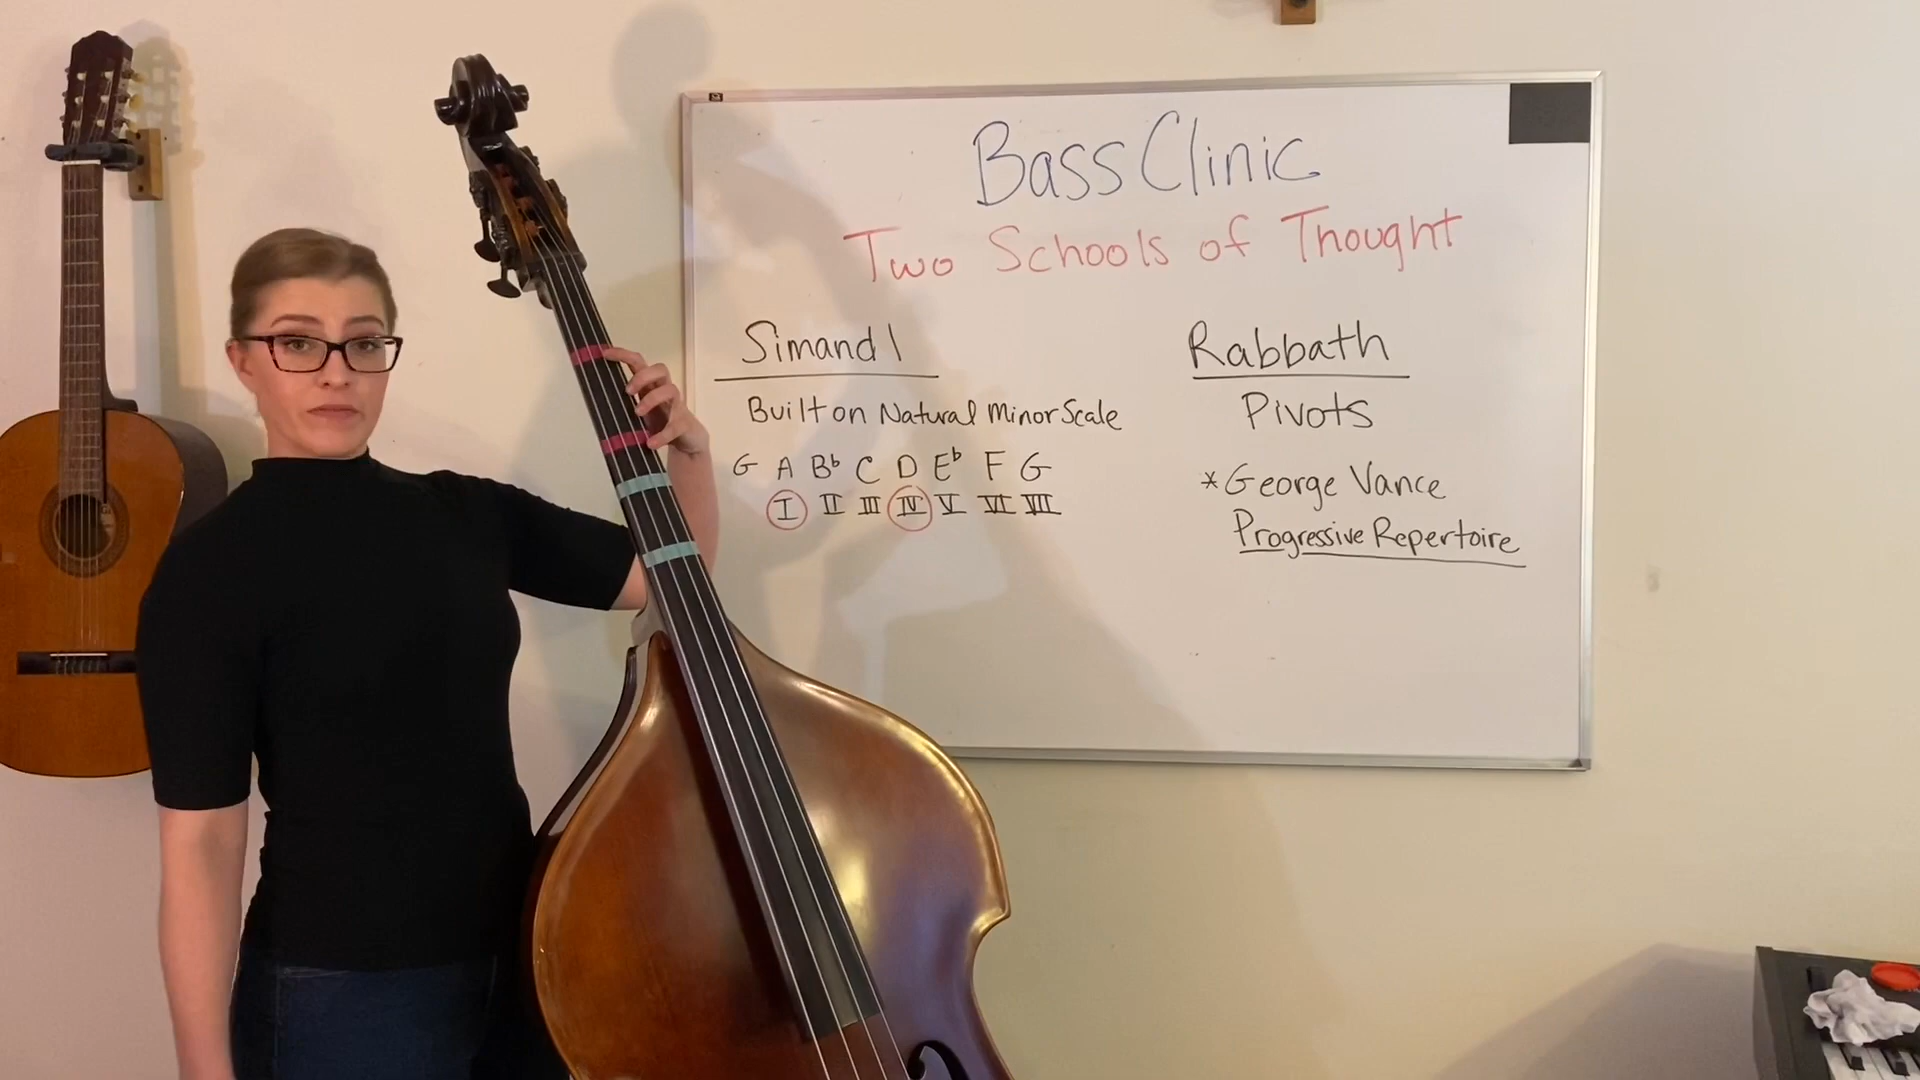 Bass Clinic
Two Schools of Thought
Simandl
Built on Natural Minor Scale
G A B♭ C D E♭ F G
I II III IV V VI VII
Rabbath
Pivots
*George Vance
Progressive Repertoire